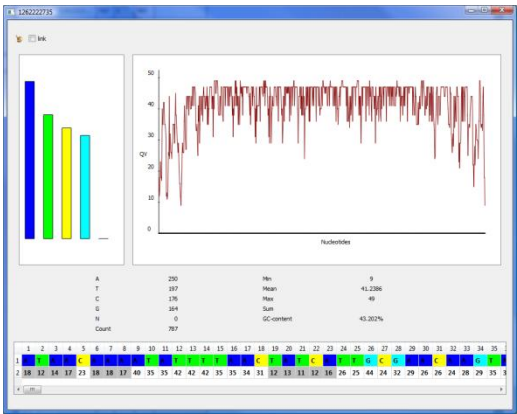 1262222735
link
50
40
30
QV
20
10
0
Nucleotides
A 250 Min 9
T 197 Mean 41.2386
C 176 Max 49
G 164 Sum
N 0 GC-content 43.202%
Count 787
1 2 3 4 5 6 7 8 9 10 11 12 13 14 15 16 17 18 19 20 21 22 23 24 25 26 27 28 29 30 31 32 33 34 35
1 A T A A C A A A A T A T T T T A A C T A T C A T T G C G A A C A A G T
2 18 12 14 17 23 18 18 17 40 35 35 42 42 42 35 35 34 31 12 13 11 12 16 26 25 44 24 32 29 26 26 24 28 29 35